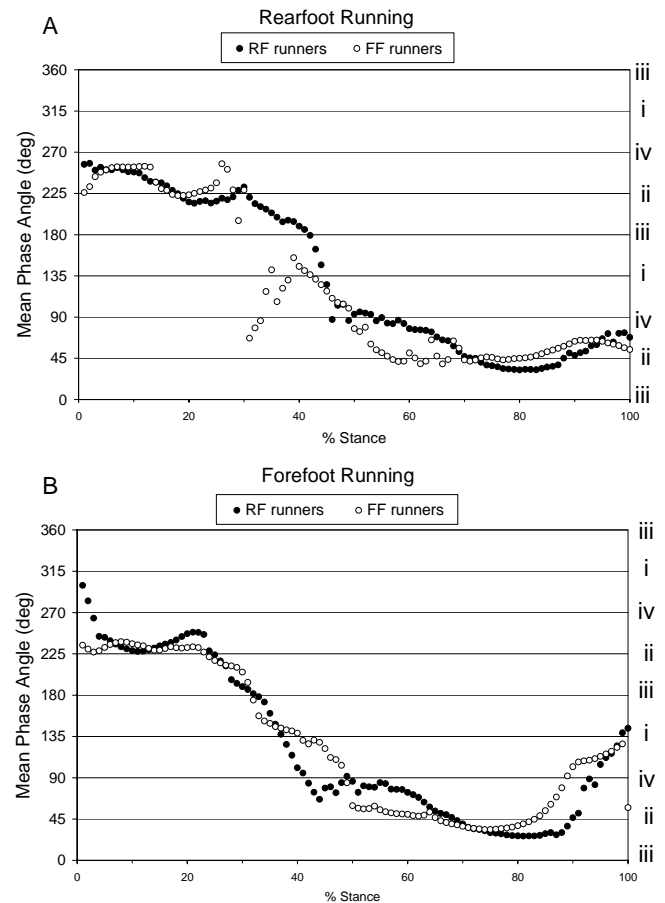 A
Rearfoot Running
RF runners FF runners
Mean Phase Angle (deg)
360 iii
315 i
270 iv
225 ii
180 iii
135 i
90 iv
45 ii
0 iii
0 20 40 60 80 100
% Stance
B
Forefoot Running
RF runners FF runners
Mean Phase Angle (deg)
360 iii
315 i
270 iv
225 ii
180 iii
135 i
90 iv
45 ii
0 iii
0 20 40 60 80 100
% Stance